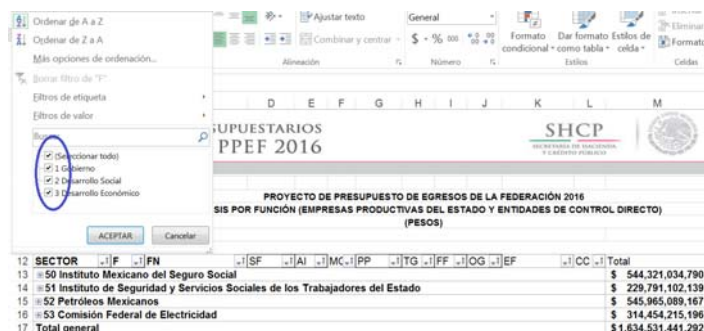 Ordenar de A a Z
Ordenar de Z a A
Más opciones de ordenación...
Borrar filtro de "F"
Filtros de etiqueta
Filtros de valor
(Seleccionar todo)
1 Gobierno
2 Desarrollo Social
3 Desarrollo Económico
ACEPTAR Cancelar
Ajustar texto
Combinar y centrar
Alineación
General
$ - % 000
Número
Formato condicional
Dar formato como tabla
Estilos de celda
Estilos
Eliminar
Formato
Celdas
D E F G H I J K L M
SUPUESTARIOS
PPEF 2016
SHCP
SECRETARÍA DE HACIENDA
Y CRÉDITO PÚBLICO
PROYECTO DE PRESUPUESTO DE EGRESOS DE LA FEDERACIÓN 2016
SIS POR FUNCIÓN (EMPRESAS PRODUCTIVAS DEL ESTADO Y ENTIDADES DE CONTROL DIRECTO)
(PESOS)
12 SECTOR F FN SF AI MC PP TG FF OG EF CC Total
13 50 Instituto Mexicano del Seguro Social $ 544,321,034,790
14 51 Instituto de Seguridad y Servicios Sociales de los Trabajadores del Estado $ 229,791,102,139
15 52 Petróleos Mexicanos $ 545,965,089,167
16 53 Comisión Federal de Electricidad $ 314,454,215,196
17 Total general $1,634,531,441,292